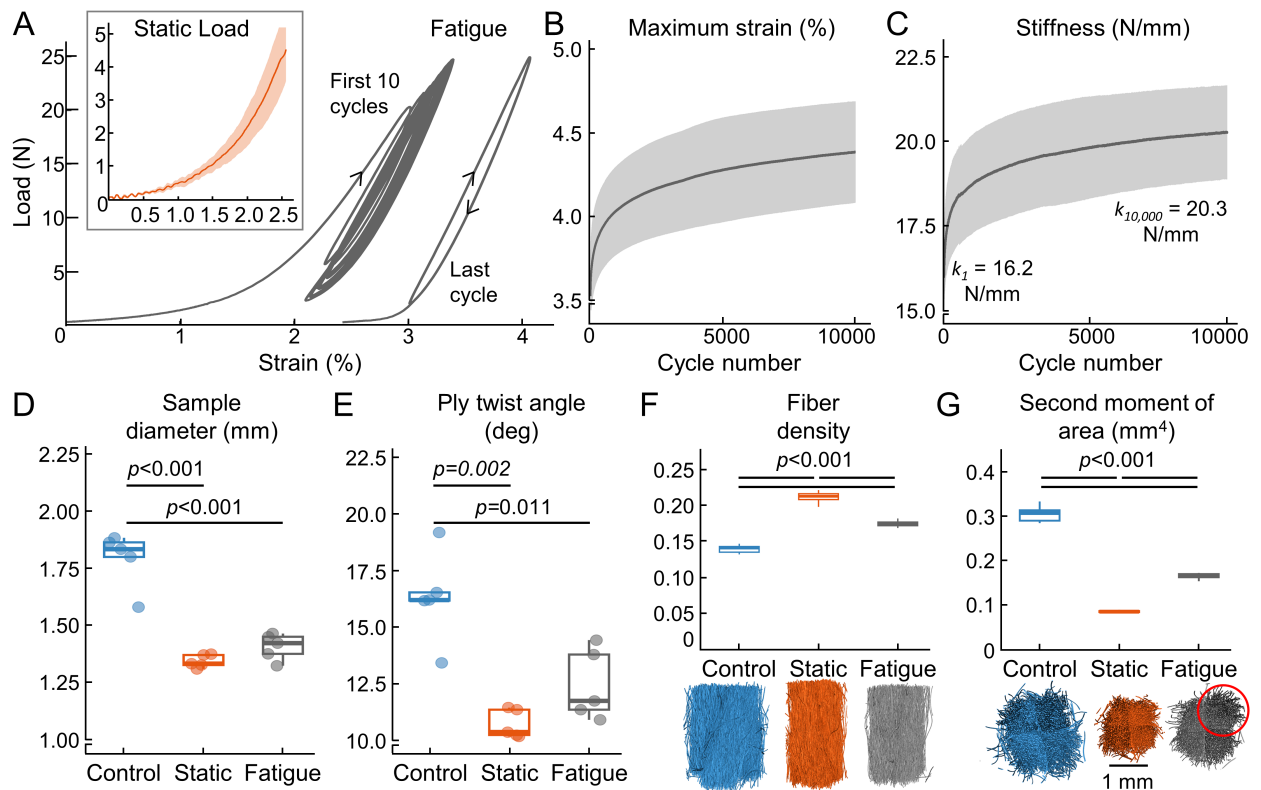 A
Static Load
5
4
3
2
1
0
0.5
1.0
1.5
2.0
2.5
Fatigue
First 10
cycles
Last
cycle
Load (N)
25
20
15
10
5
0
1
2
3
4
Strain (%)
B
Maximum strain (%)
5.0
4.5
4.0
3.5
0
5000
10000
Cycle number
C
Stiffness (N/mm)
22.5
20.0
17.5
15.0
k10,000 = 20.3
N/mm
k1 = 16.2
N/mm
0
5000
10000
Cycle number
D
Sample
diameter (mm)
2.25
2.00
1.75
1.50
1.25
1.00
p<0.001
p<0.001
Control Static Fatigue
E
Ply twist angle
(deg)
22.5
20.0
17.5
15.0
12.5
10.0
p=0.002
p=0.011
Control Static Fatigue
F
Fiber
density
0.25
0.20
0.15
0.10
0.05
0
p<0.001
Control Static Fatigue
G
Second moment of
area (mm⁴)
0.4
0.3
0.2
0.1
0
p<0.001
Control Static Fatigue
1 mm